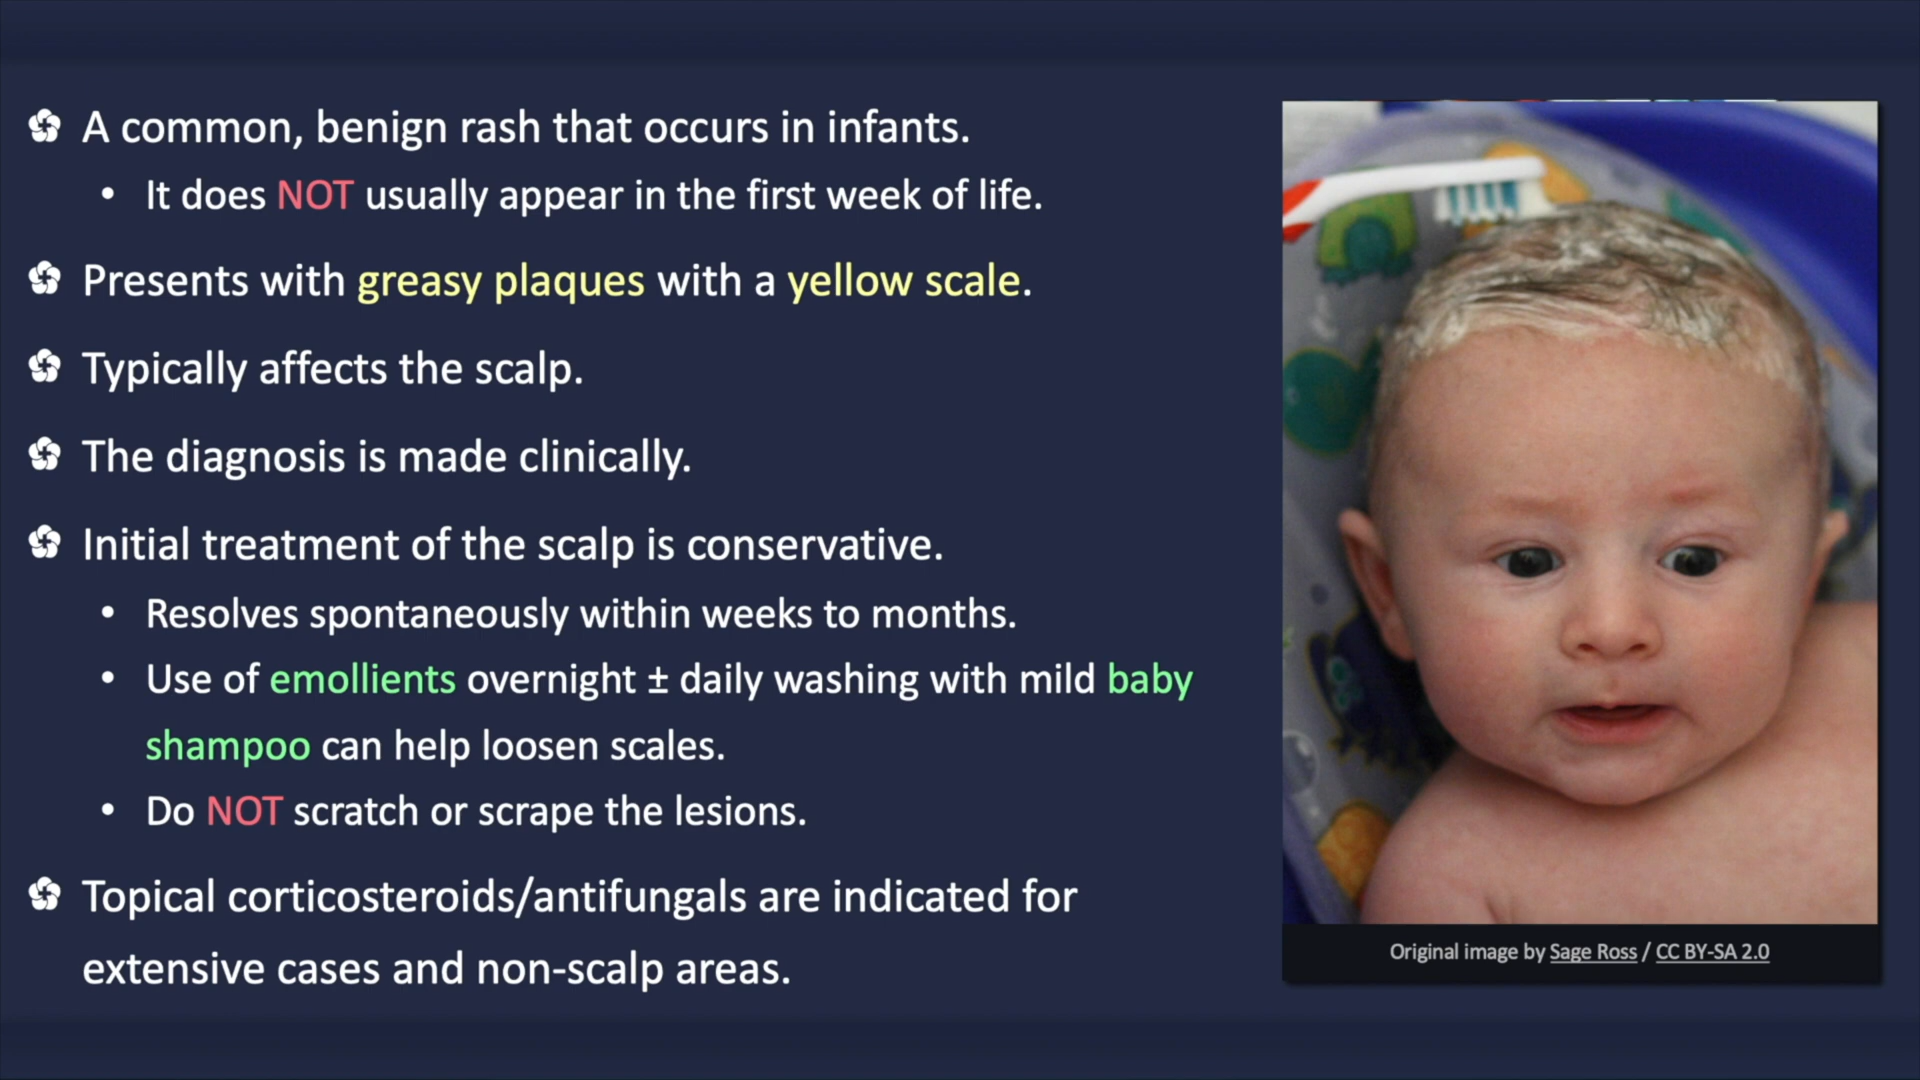 A common, benign rash that occurs in infants.
• It does NOT usually appear in the first week of life.
Presents with greasy plaques with a yellow scale.
Typically affects the scalp.
The diagnosis is made clinically.
Initial treatment of the scalp is conservative.
• Resolves spontaneously within weeks to months.
• Use of emollients overnight ± daily washing with mild baby
shampoo can help loosen scales.
• Do NOT scratch or scrape the lesions.
Topical corticosteroids/antifungals are indicated for
extensive cases and non-scalp areas.
Original image by Sage Ross / CC BY-SA 2.0